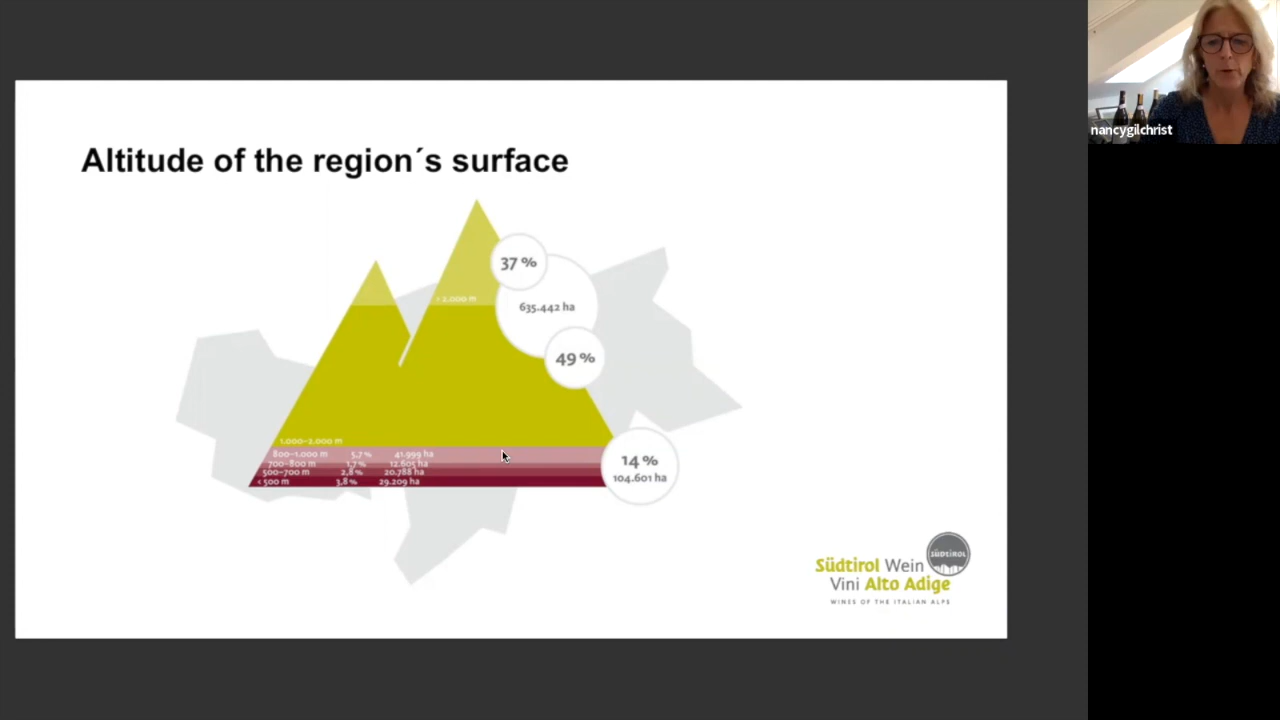 nancygilchrist
Altitude of the region´s surface
37 %
> 2.000 m
635.442 ha
49 %
1.000–2.000 m
800–1.000 m 5,7 % 41.999 ha
700–800 m 1,7 % 12.605 ha
500–700 m 2,8 % 20.788 ha
< 500 m 3,8 % 29.209 ha
14 %
104.601 ha
SÜDTIROL
Südtirol Wein
Vini Alto Adige
WINES OF THE ITALIAN ALPS